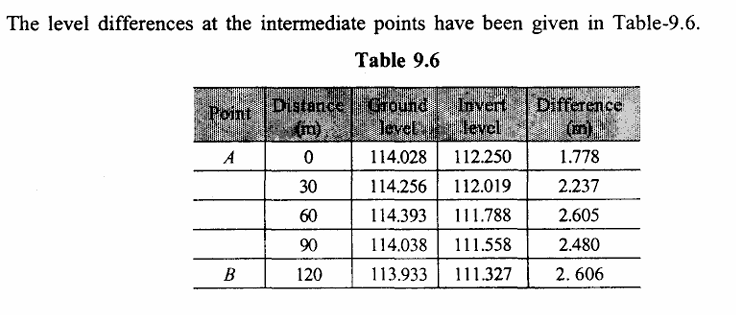 The level differences at the intermediate points have been given in Table-9.6.
Table 9.6
Point Distance (m) Ground level Invert level Difference (m)
A 0 114.028 112.250 1.778
30 114.256 112.019 2.237
60 114.393 111.788 2.605
90 114.038 111.558 2.480
B 120 113.933 111.327 2. 606